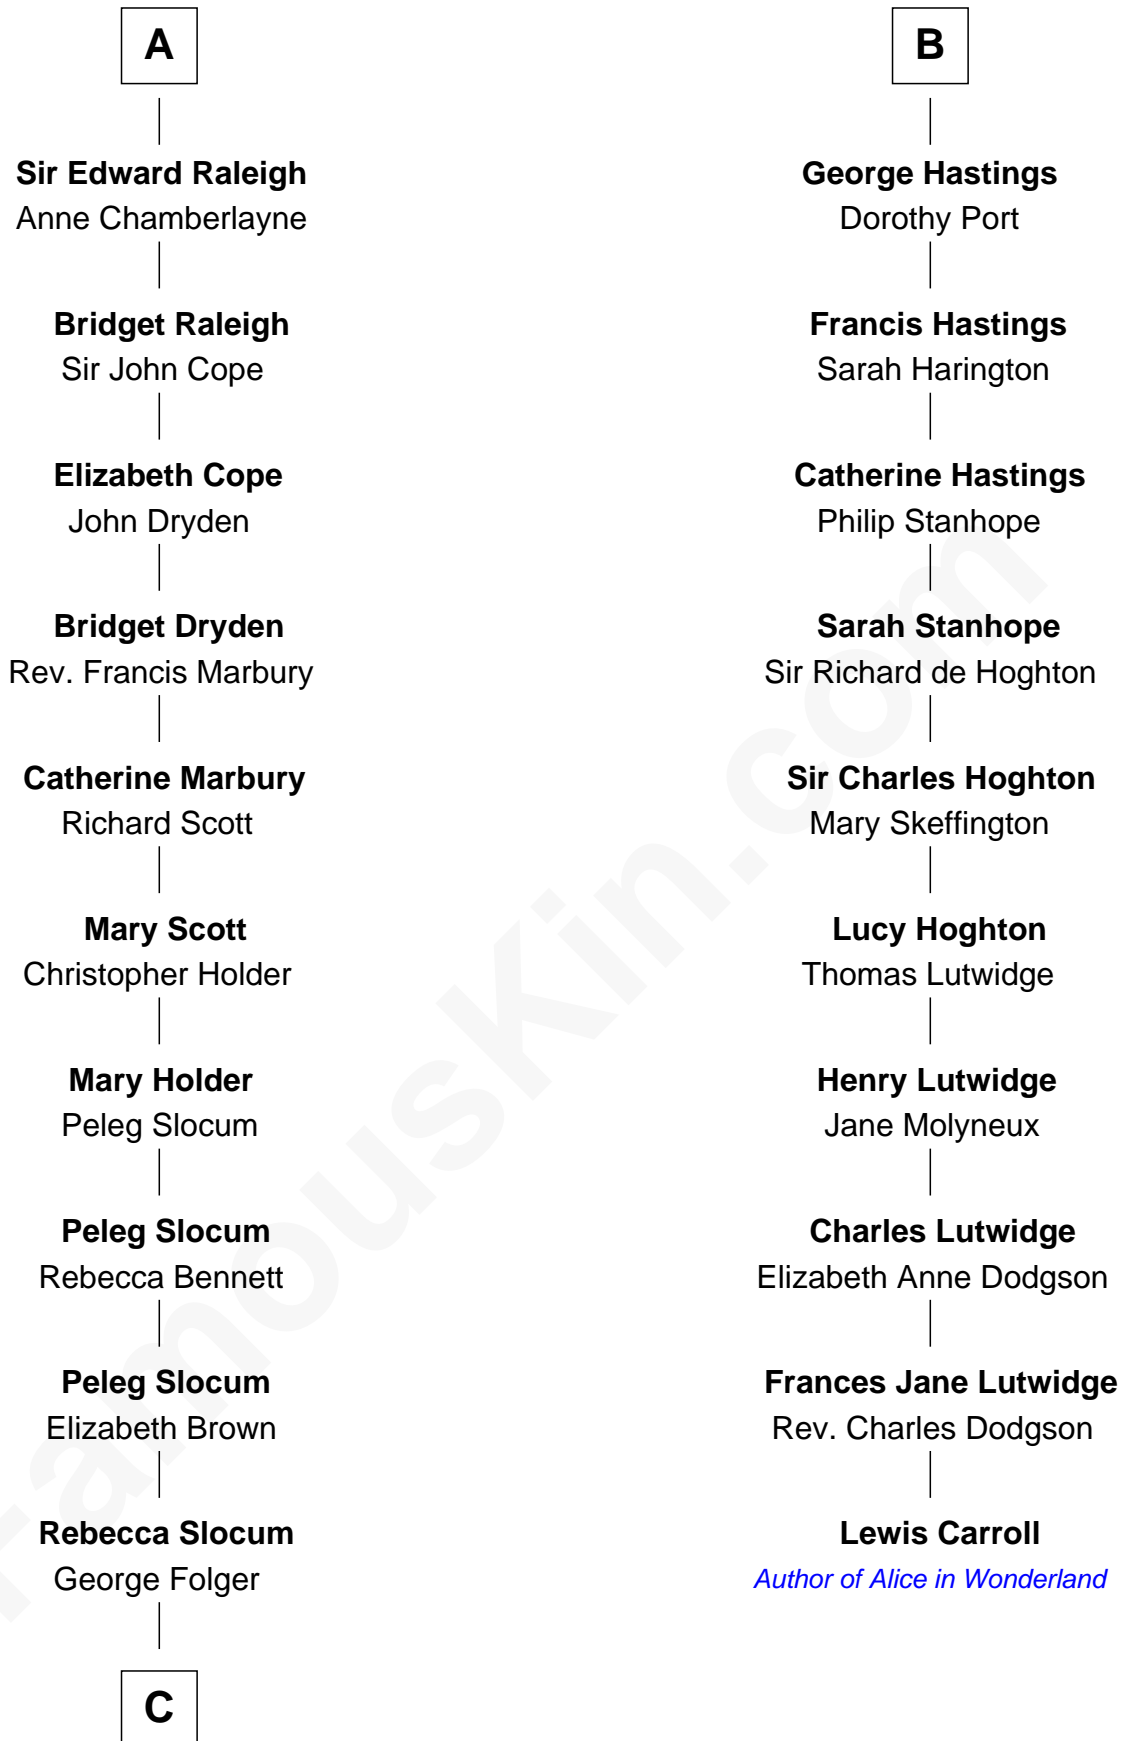 A
Sir Edward Raleigh
Anne Chamberlayne
Bridget Raleigh
Sir John Cope
Elizabeth Cope
John Dryden
Bridget Dryden
Rev. Francis Marbury
Catherine Marbury
Richard Scott
Mary Scott
Christopher Holder
Mary Holder
Peleg Slocum
Peleg Slocum
Rebecca Bennett
Peleg Slocum
Elizabeth Brown
Rebecca Slocum
George Folger
C
B
George Hastings
Dorothy Port
Francis Hastings
Sarah Harington
Catherine Hastings
Philip Stanhope
Sarah Stanhope
Sir Richard de Hoghton
Sir Charles Hoghton
Mary Skeffington
Lucy Hoghton
Thomas Lutwidge
Henry Lutwidge
Jane Molyneux
Charles Lutwidge
Elizabeth Anne Dodgson
Frances Jane Lutwidge
Rev. Charles Dodgson
Lewis Carroll
Author of Alice in Wonderland
FamousKin.com